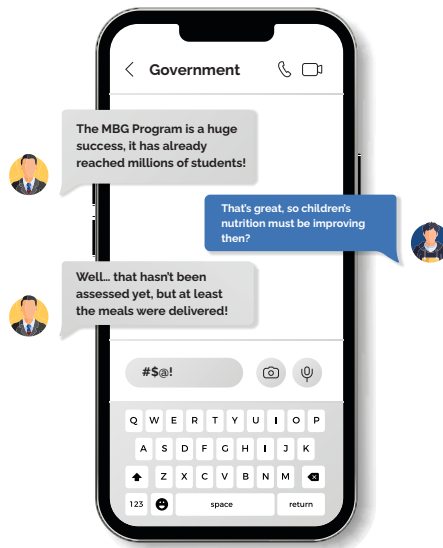 Government
The MBG Program is a huge
success, it has already
reached millions of students!
That's great, so children's
nutrition must be improving
then?
Well… that hasn't been
assessed yet, but at least
the meals were delivered!
#$@!
Q W E R T Y U I O P
A S D F G H I J K
Z X C V B N M
123 space return